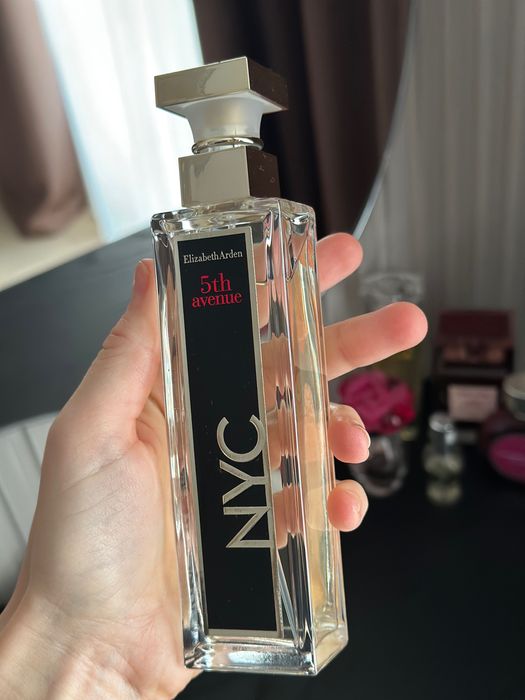 ElizabethArden
5th
avenue
NYC